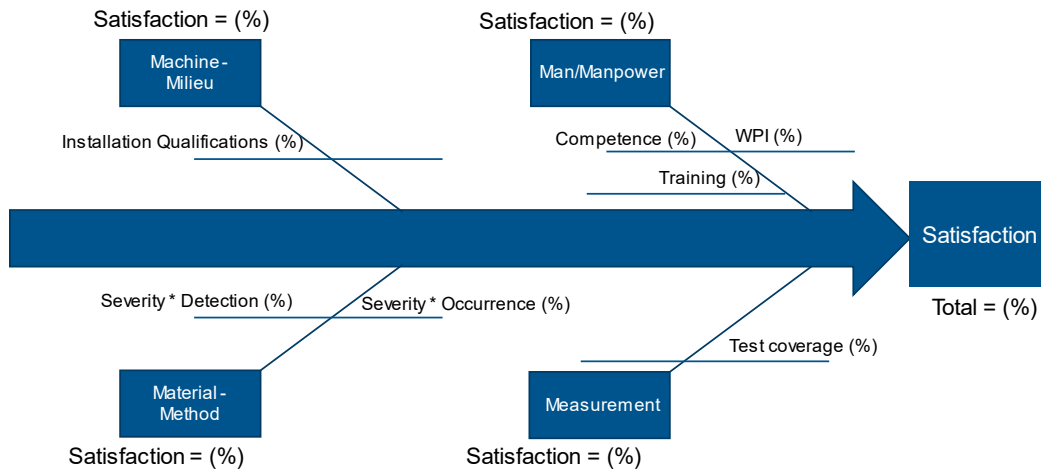 Satisfaction = (%)
Satisfaction = (%)
Machine-
Milieu
Man/Manpower
Installation Qualifications (%)
Competence (%)
WPI (%)
Training (%)
Satisfaction
Total = (%)
Severity * Detection (%)
Severity * Occurrence (%)
Test coverage (%)
Material-
Method
Measurement
Satisfaction = (%)
Satisfaction = (%)